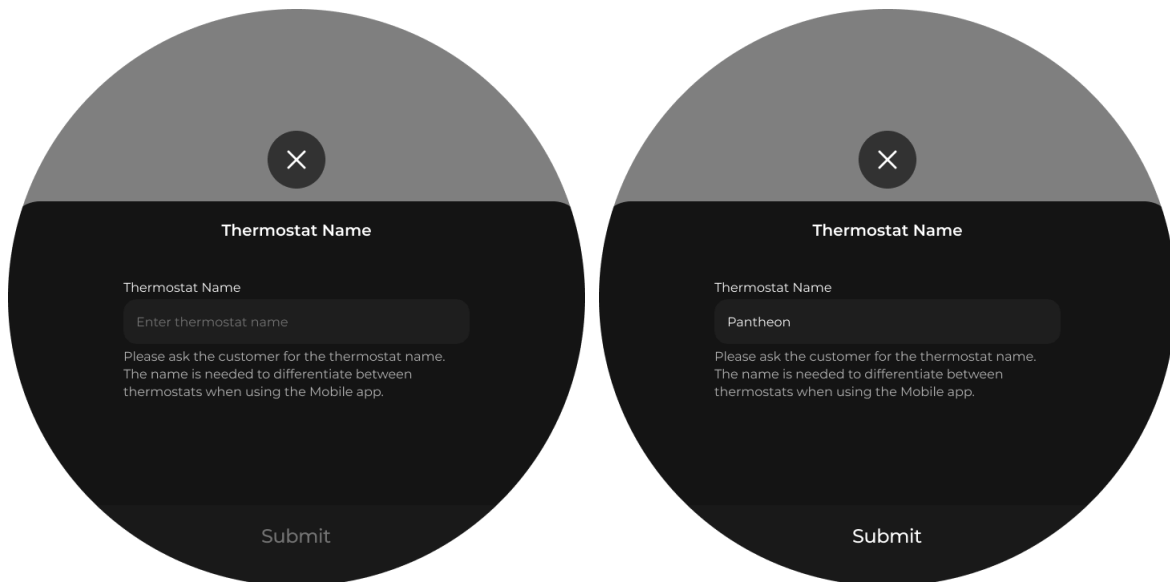 Thermostat Name
Thermostat Name
Enter thermostat name
Please ask the customer for the thermostat name.
The name is needed to differentiate between
thermostats when using the Mobile app.
Submit
Thermostat Name
Thermostat Name
Pantheon
Please ask the customer for the thermostat name.
The name is needed to differentiate between
thermostats when using the Mobile app.
Submit